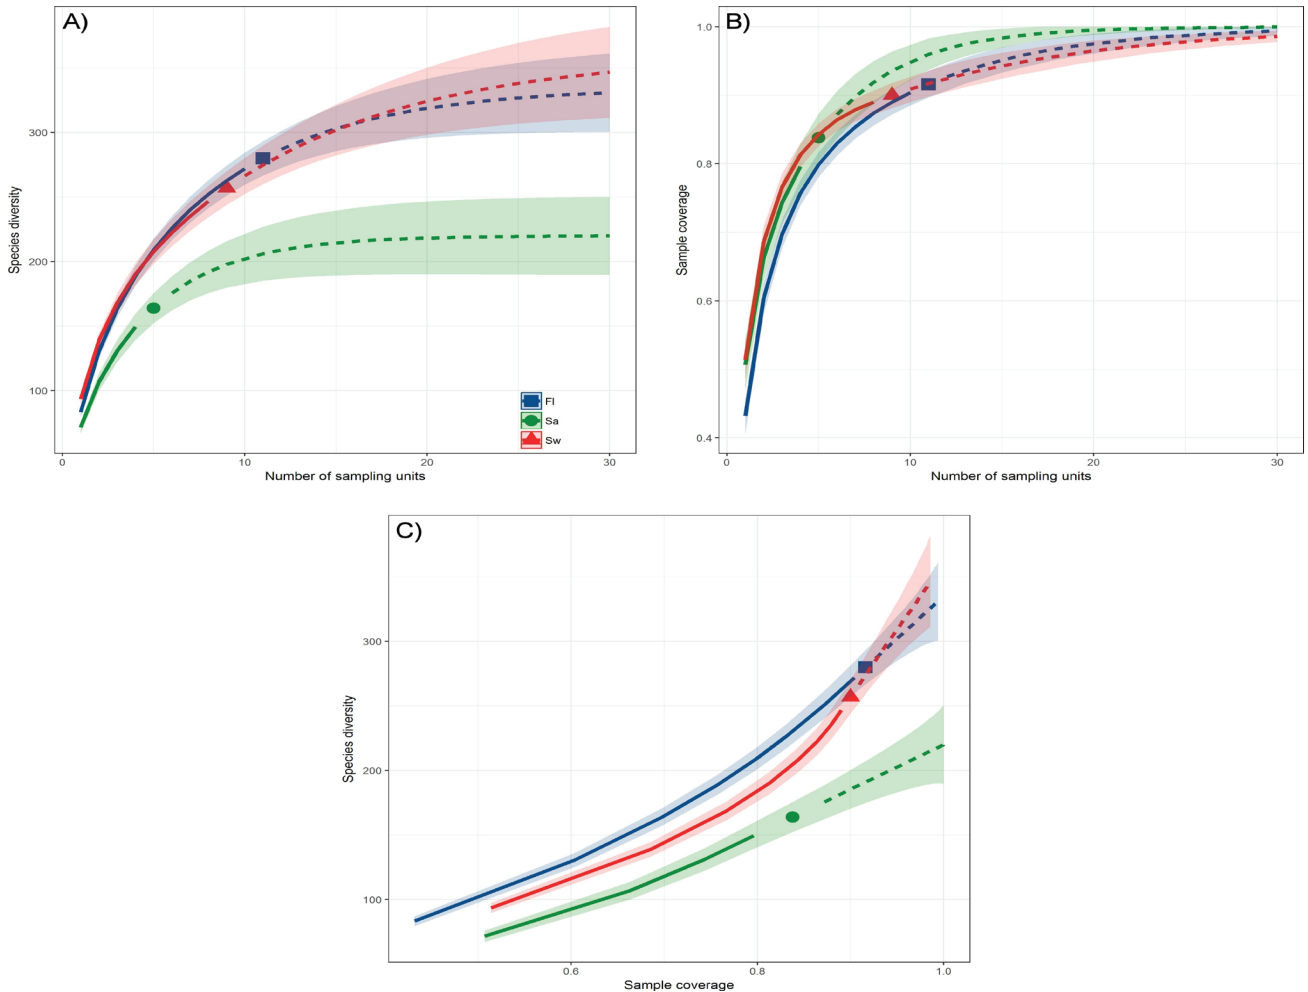 A)
Species diversity
300
200
100
Fl
Sa
Sw
0
10
20
30
Number of sampling units
B)
Sample coverage
1.0
0.8
0.6
0.4
0
10
20
30
Number of sampling units
C)
Species diversity
300
200
100
0.6
0.8
1.0
Sample coverage